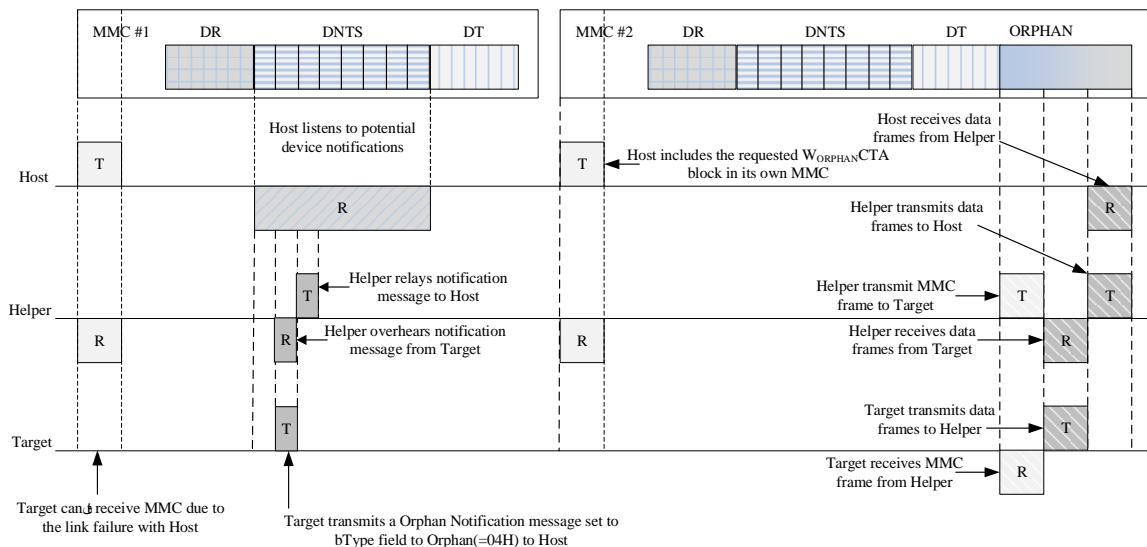 MMC #1 DR DNTS DT
MMC #2 DR DNTS DT ORPHAN
Host listens to potential
device notifications
Host receives data
frames from Helper
T
T
Host includes the requested WORPHANCTA
block in its own MMC
Host
R
R
Helper transmits data
frames to Host
Helper relays notification
message to Host
T
Helper transmit MMC
frame to Target
T
T
Helper
R
R
Helper overhears notification
message from Target
R
Helper receives data
frames from Target
R
T
Target transmits data
frames to Helper
T
Target
Target receives MMC
frame from Helper
R
Target receive MMC due to
the link failure with Host
Target transmits a Orphan Notification message set to
bType field to Orphan(=04H) to Host